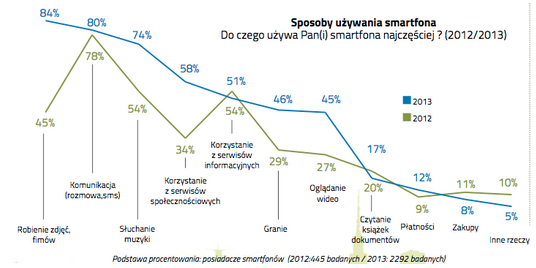 Sposoby używania smartfona
Do czego używa Pan(i) smartfona najczęściej ? (2012/2013)
84%
80%
74%
58%
51%
46%
45%
17%
12%
8%
5%
2013
2012
45%
78%
54%
34%
54%
29%
27%
20%
9%
11%
10%
Robienie zdjęć,
fimów
Komunikacja
(rozmowa,sms)
Słuchanie
muzyki
Korzystanie
z serwisów
społecznościowych
Korzystanie
z serwisów
informacyjnych
Granie
Oglądanie
wideo
Czytanie
książek
dokumentów
Płatności
Zakupy
Inne rzeczy
Podstawa procentowania: posiadacze smartfonów (2012:445 badanych / 2013: 2292 badanych)